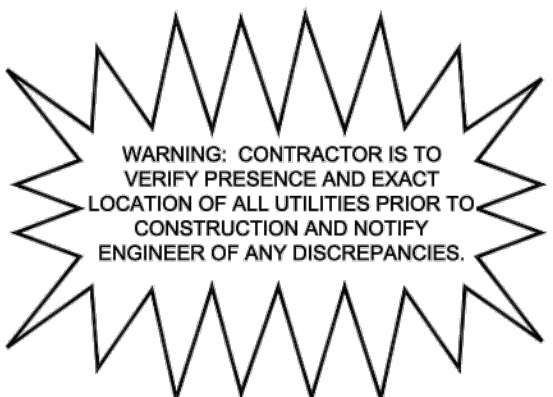 WARNING: CONTRACTOR IS TO
VERIFY PRESENCE AND EXACT
LOCATION OF ALL UTILITIES PRIOR TO
CONSTRUCTION AND NOTIFY
ENGINEER OF ANY DISCREPANCIES.